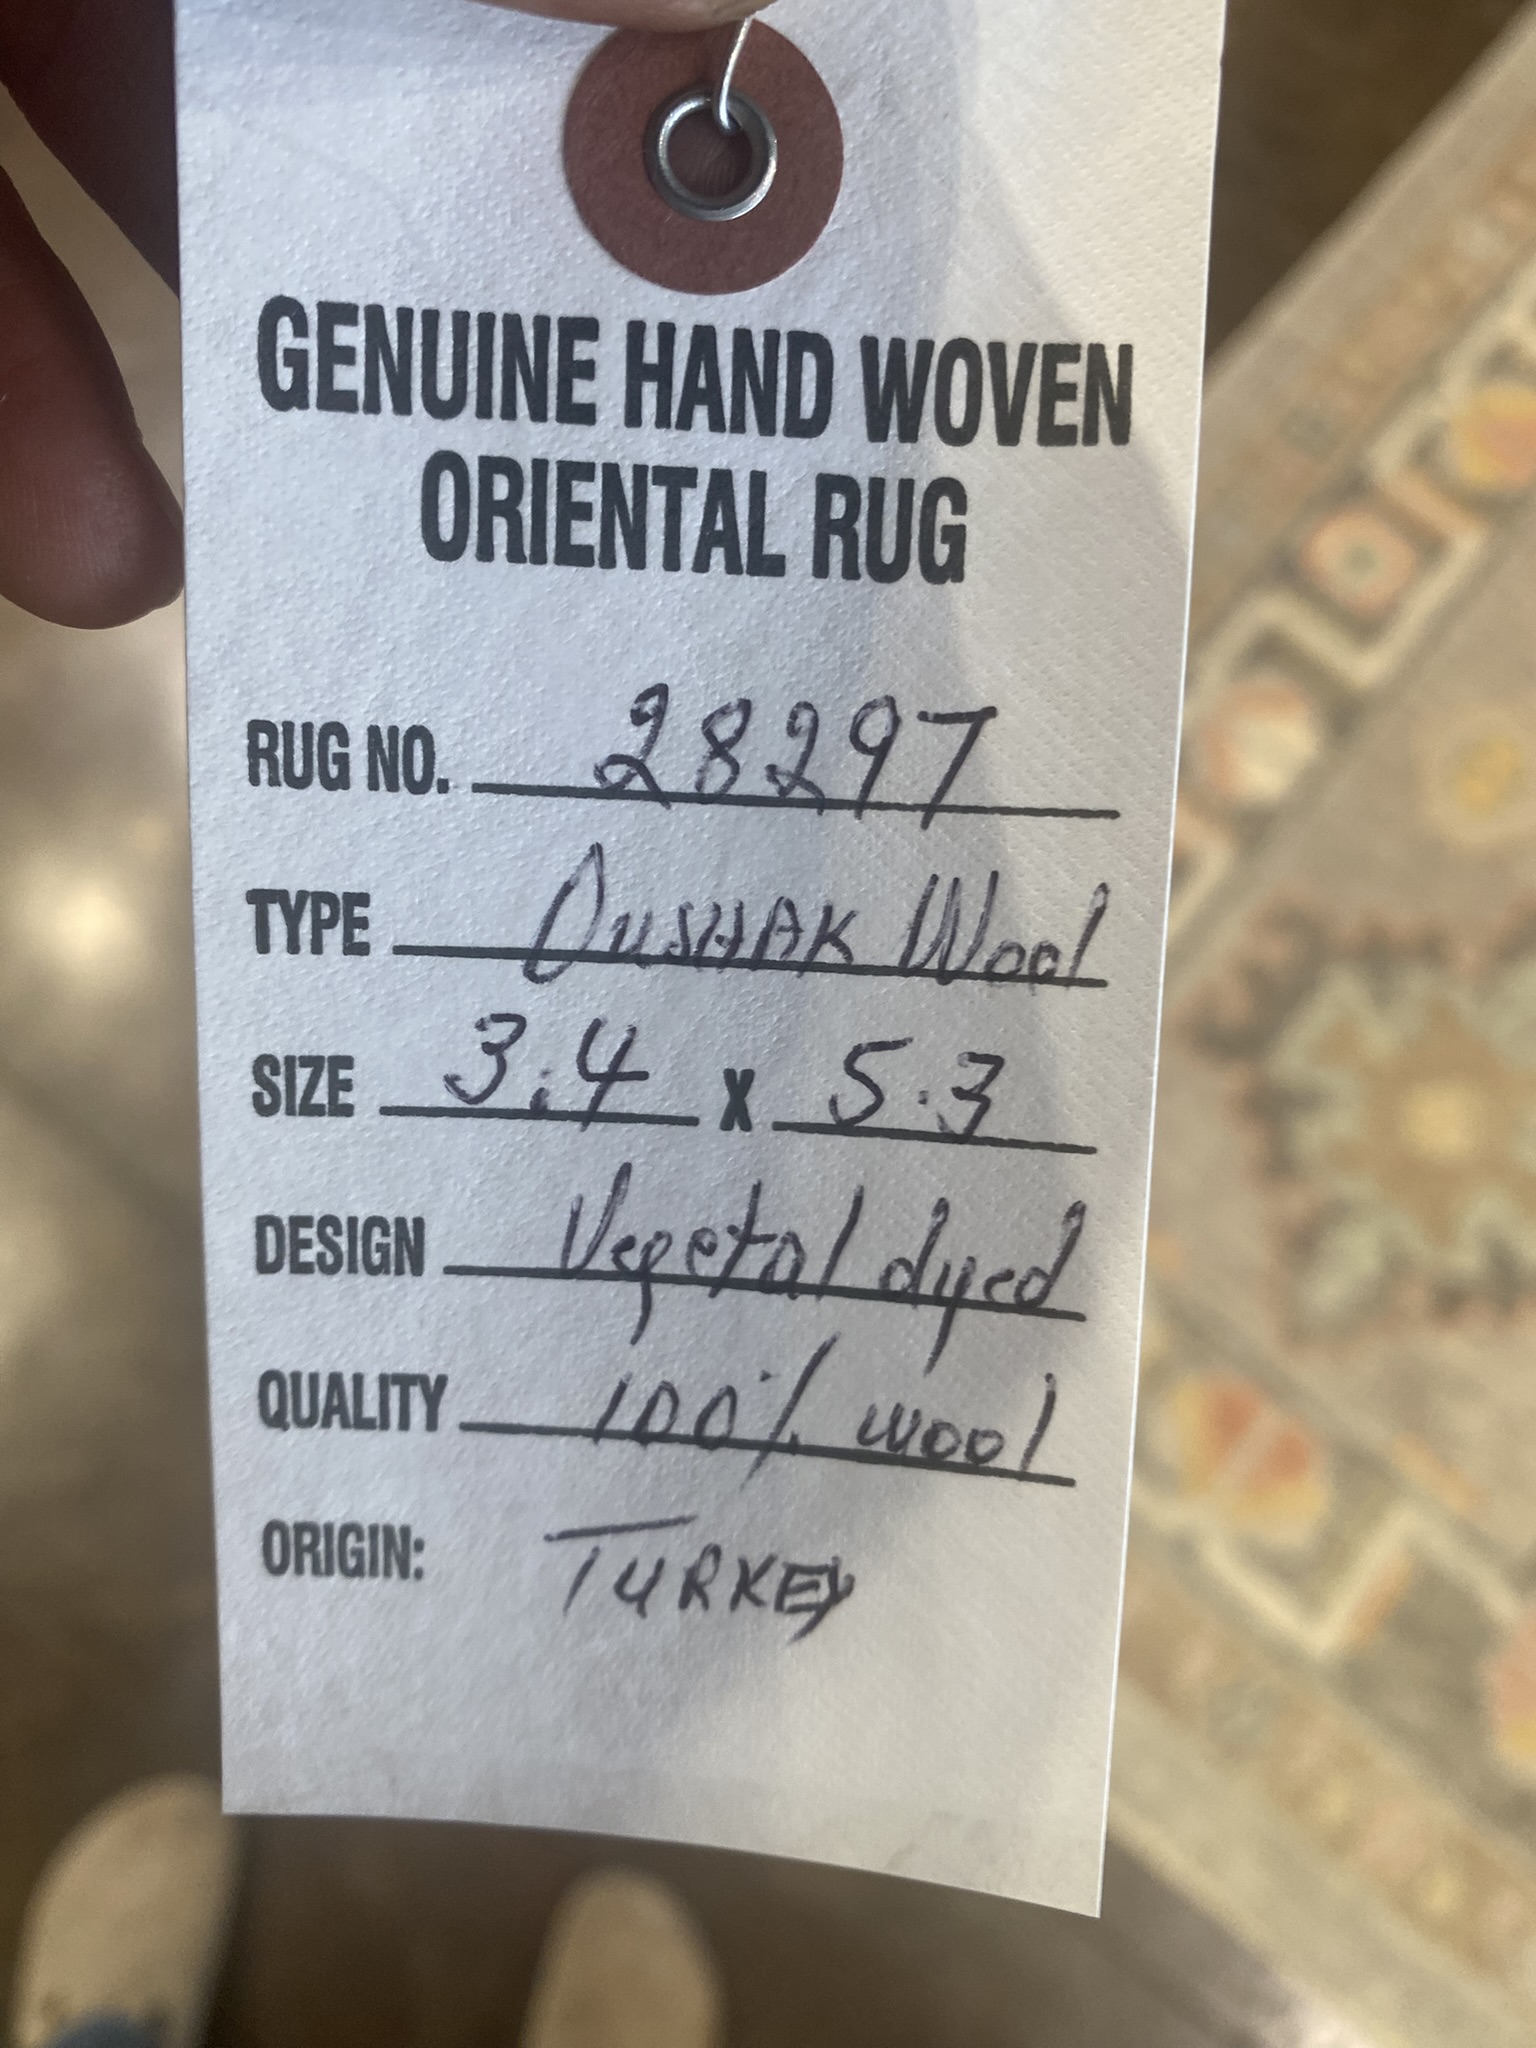 GENUINE HAND WOVEN
ORIENTAL RUG
RUG NO. 28297
TYPE OUSHAK Wool
SIZE 3.4 X 5.3
DESIGN Vegetal dyed
QUALITY 100% wool
ORIGIN: TURKEY